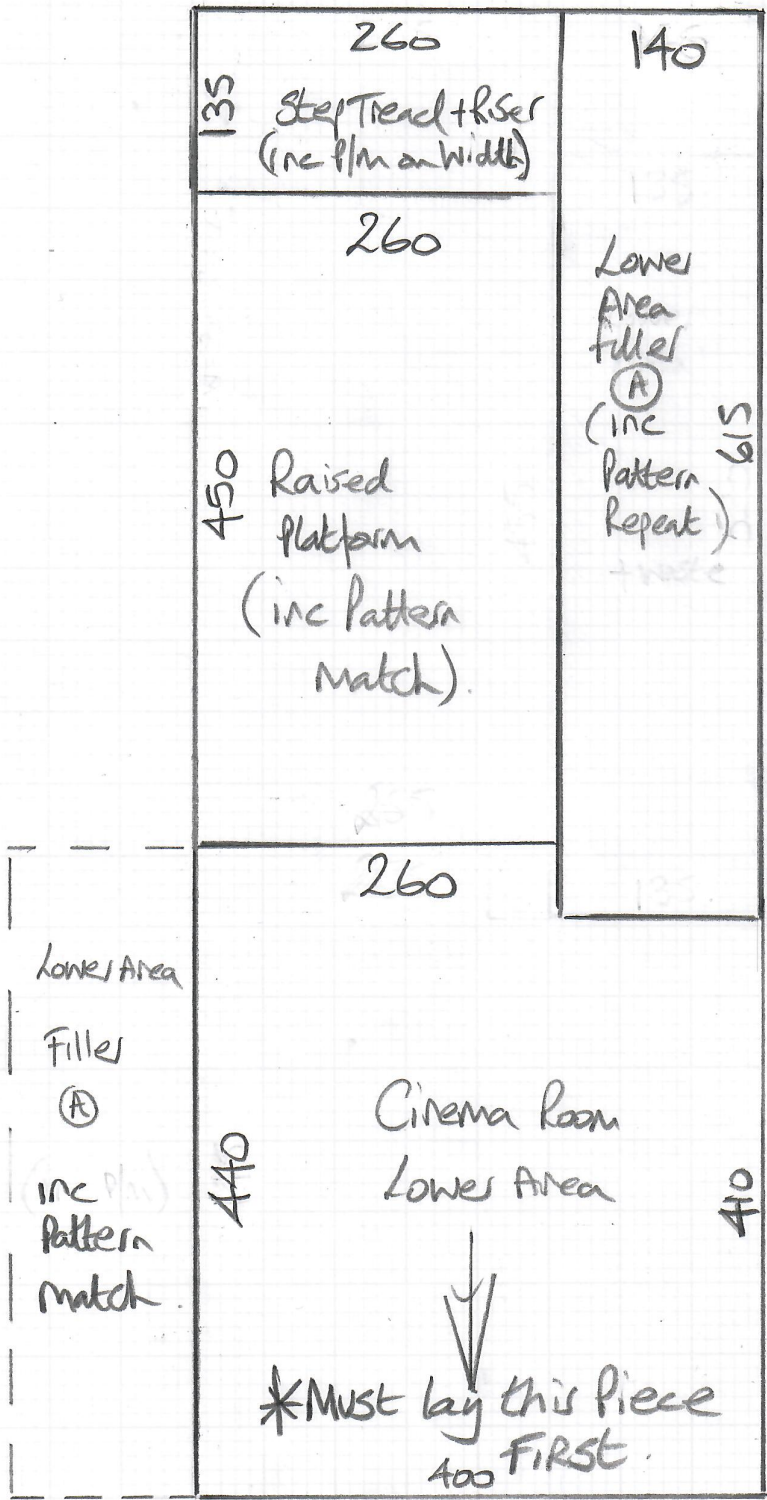 260
135
Step Tread + Riser
(inc P/m on Width)
140
260
Lower
Area
filler
A
(inc
Pattern
Repeat)
615
+ waste
450
Raised
Platform
(inc Pattern
Match).
260
Lower Area
Filler
A
inc
Pattern
Match.
Cinema Room
Lower Area
440
410
*Must lay this Piece
FIRST.
400